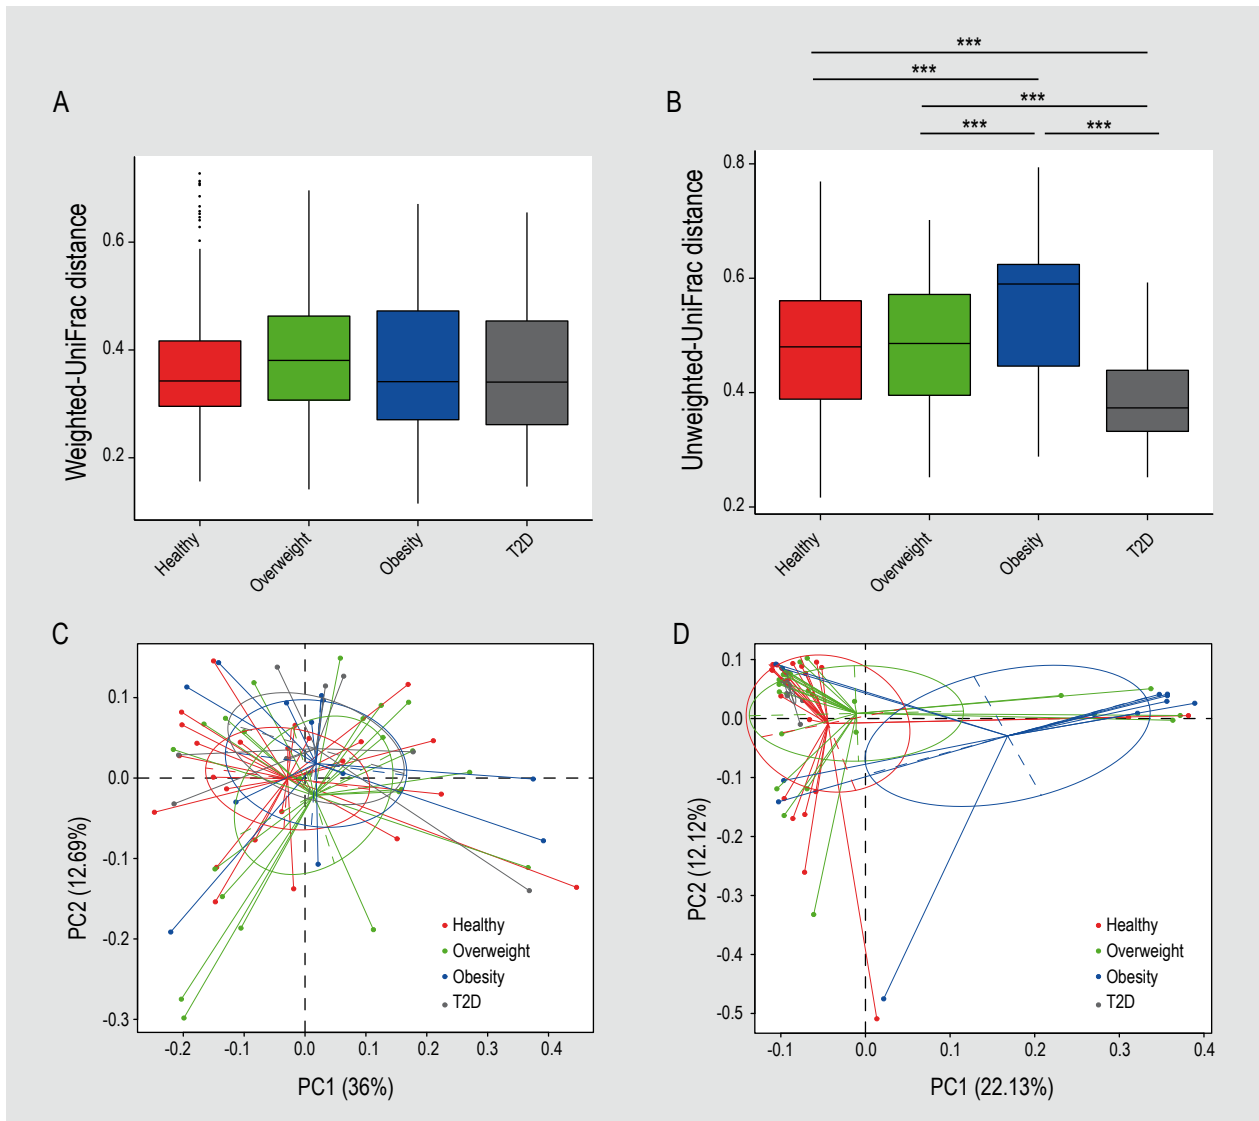 A
Weighted-UniFrac distance
0.6
0.4
0.2
Healthy
Overweight
Obesity
T2D
B
***
***
***
***
***
Unweighted-UniFrac distance
0.8
0.6
0.4
0.2
Healthy
Overweight
Obesity
T2D
C
PC2 (12.69%)
0.1
0.0
-0.1
-0.2
-0.3
Healthy
Overweight
Obesity
T2D
-0.2
-0.1
0.0
0.1
0.2
0.3
0.4
PC1 (36%)
D
PC2 (12.12%)
0.1
0.0
-0.1
-0.2
-0.3
-0.4
-0.5
Healthy
Overweight
Obesity
T2D
-0.1
0.0
0.1
0.2
0.3
0.4
PC1 (22.13%)